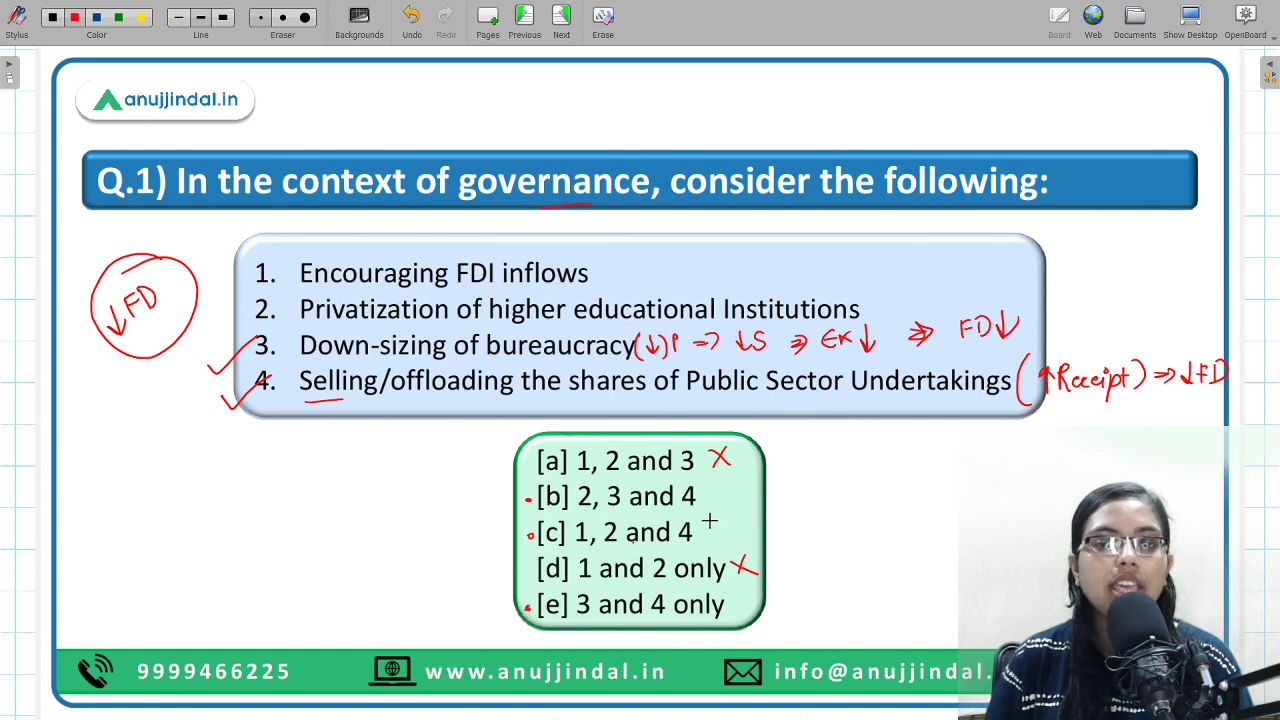 Stylus
Color
Line
Eraser
Backgrounds
Undo
Redo
Pages
Previous
Next
Erase
Board
Web
Documents
Show Desktop
OpenBoard
anujjindal.in
Q.1) In the context of governance, consider the following:
↓FD
1. Encouraging FDI inflows
2. Privatization of higher educational Institutions
3. Down-sizing of bureaucracy (↓)P ⇒ ↓S ⇒ EX↓ ⇒ FD↓
4. Selling/offloading the shares of Public Sector Undertakings (↑Receipt) ⇒ ↓FD
[a] 1, 2 and 3 X
[b] 2, 3 and 4
[c] 1, 2 and 4
[d] 1 and 2 only X
[e] 3 and 4 only
9999466225
www.anujjindal.in
info@anujjindal.